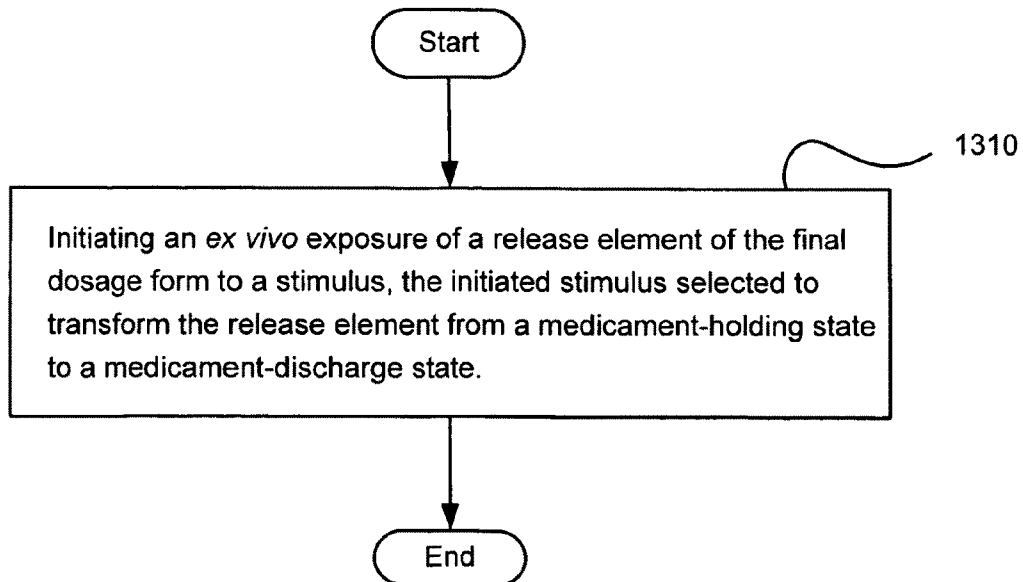 Start
1310
Initiating an ex vivo exposure of a release element of the final
dosage form to a stimulus, the initiated stimulus selected to
transform the release element from a medicament-holding state
to a medicament-discharge state.
End